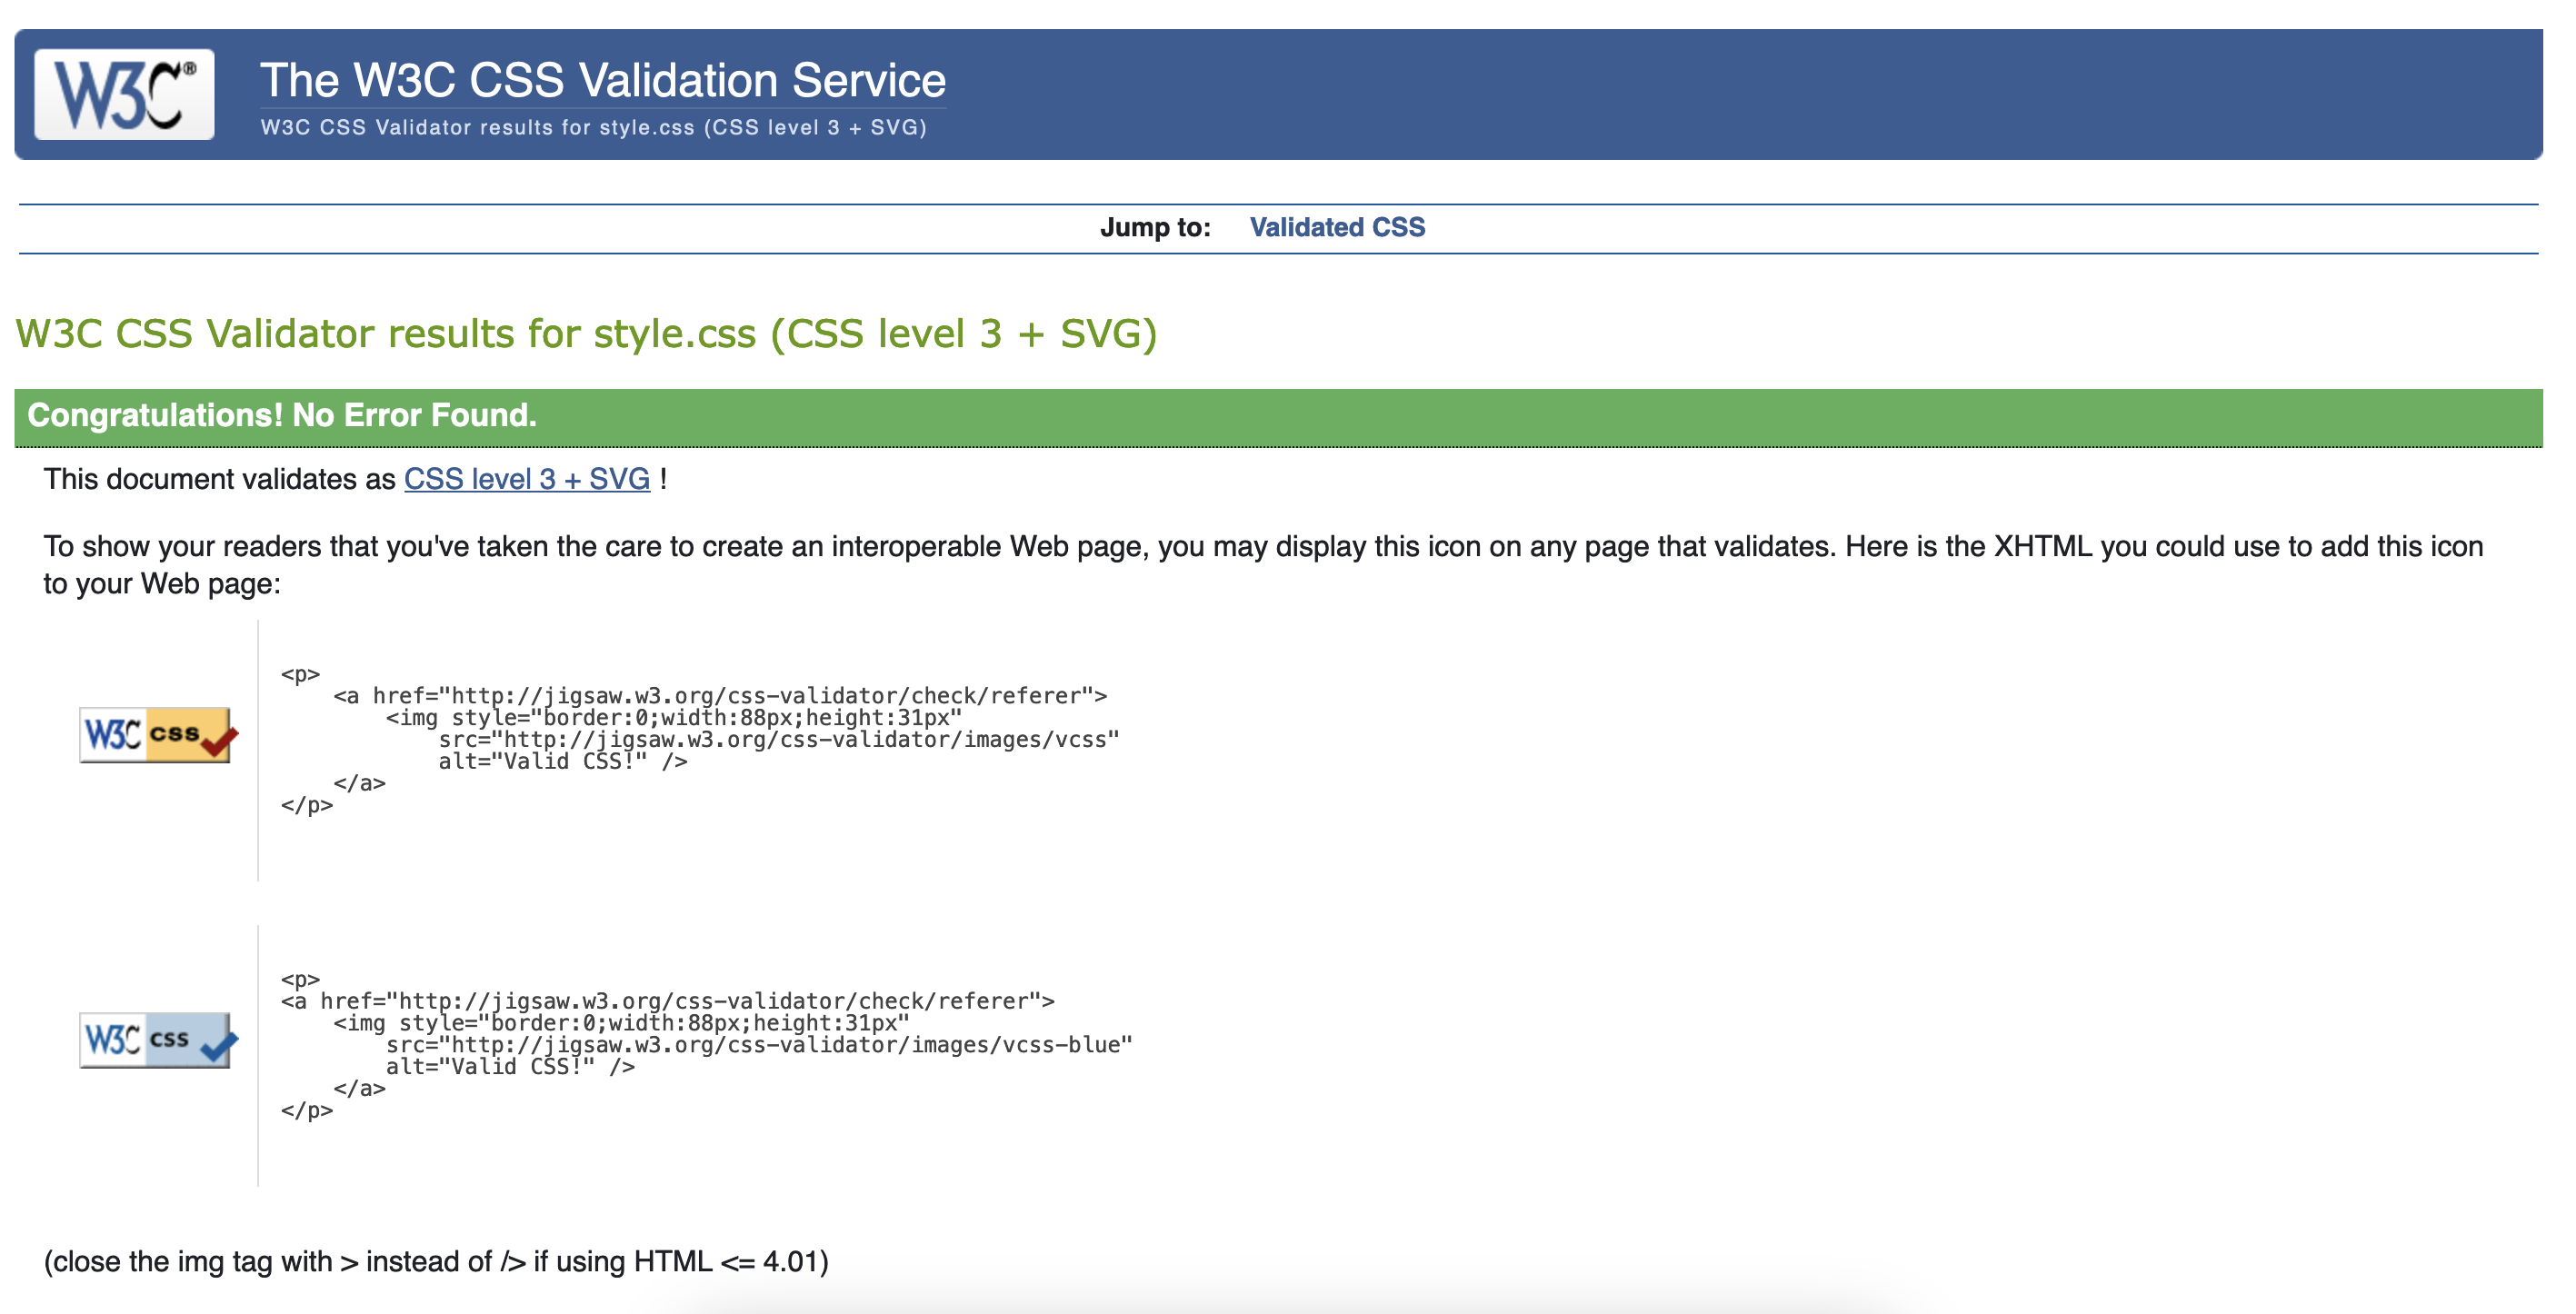 W3C®
The W3C CSS Validation Service
W3C CSS Validator results for style.css (CSS level 3 + SVG)
Jump to: Validated CSS
W3C CSS Validator results for style.css (CSS level 3 + SVG)
Congratulations! No Error Found.
This document validates as CSS level 3 + SVG !
To show your readers that you've taken the care to create an interoperable Web page, you may display this icon on any page that validates. Here is the XHTML you could use to add this icon
to your Web page:
W3C css
<p>
    <a href="http://jigsaw.w3.org/css-validator/check/referer">
        <img style="border:0;width:88px;height:31px"
            src="http://jigsaw.w3.org/css-validator/images/vcss"
            alt="Valid CSS!" />
    </a>
</p>
W3C css
<p>
<a href="http://jigsaw.w3.org/css-validator/check/referer">
    <img style="border:0;width:88px;height:31px"
        src="http://jigsaw.w3.org/css-validator/images/vcss-blue"
        alt="Valid CSS!" />
    </a>
</p>
(close the img tag with > instead of /> if using HTML <= 4.01)